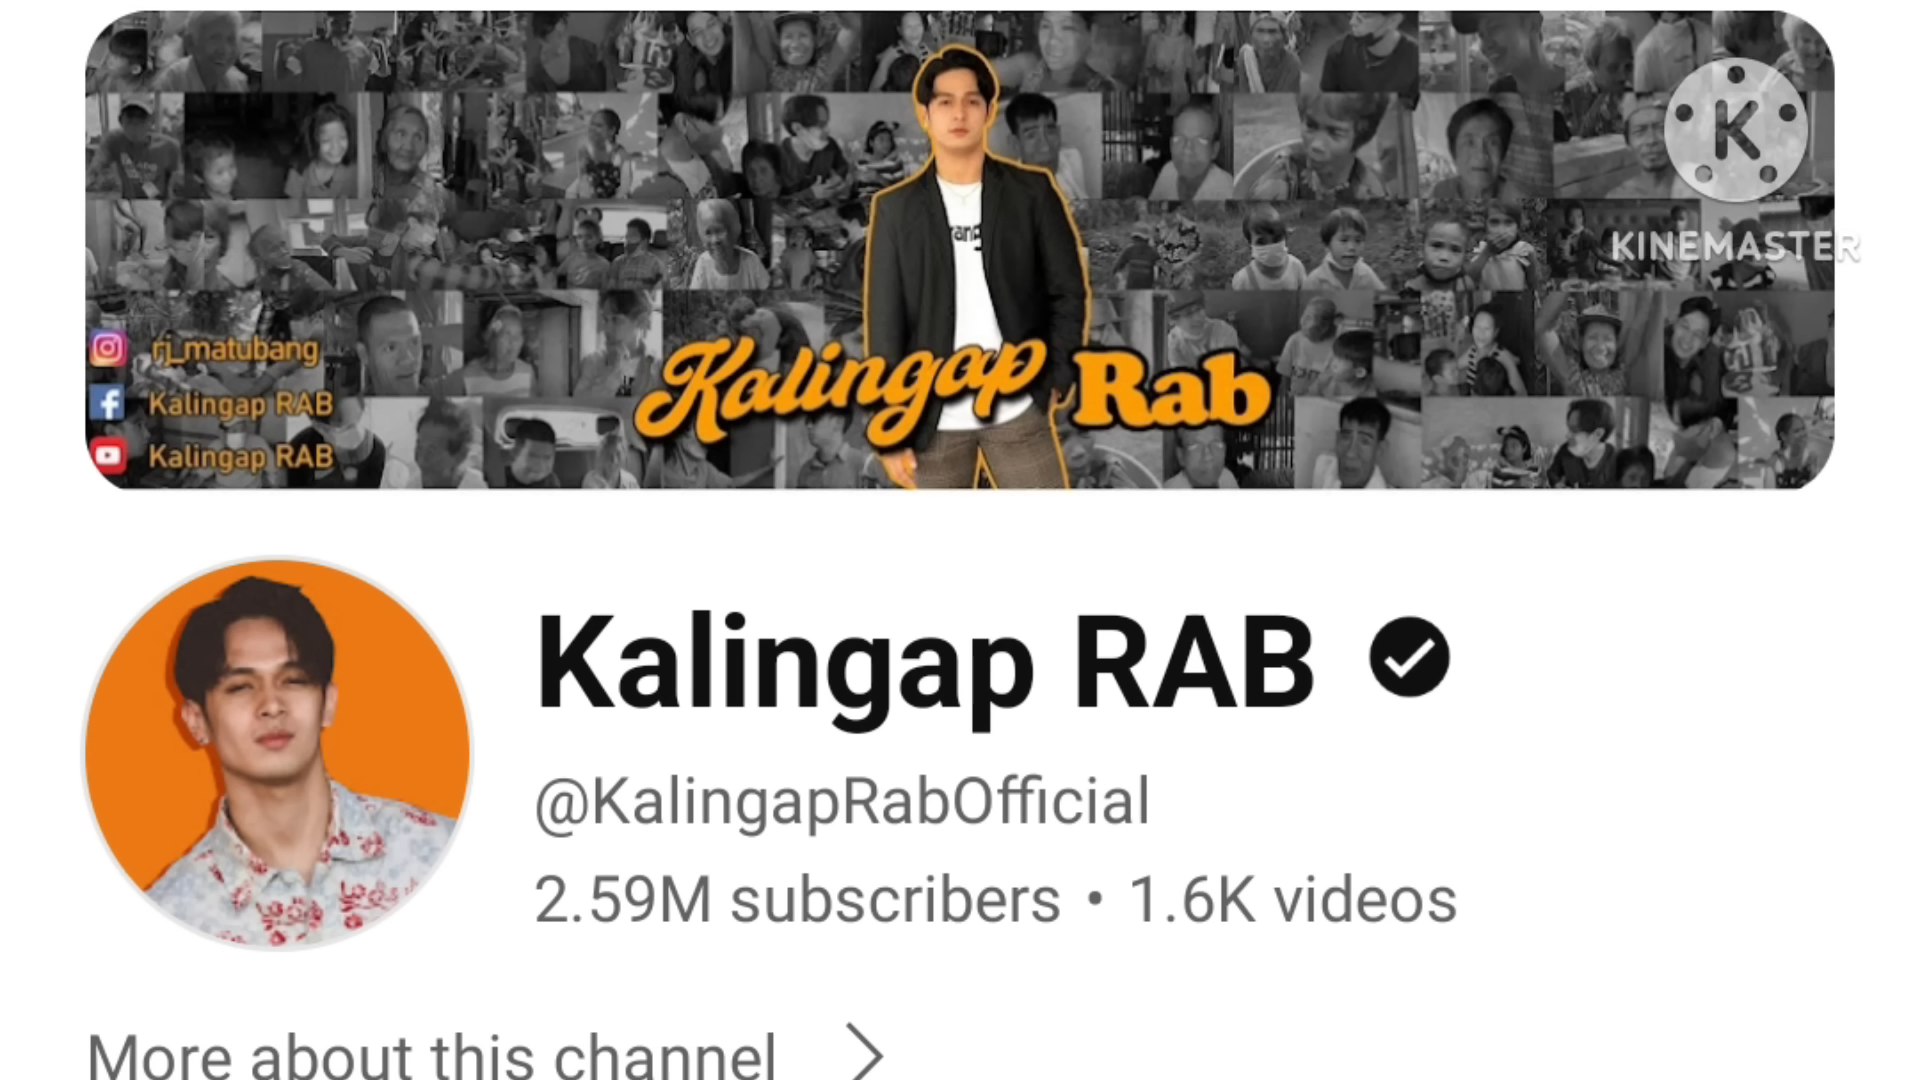 K
KINEMASTER
rang
rj_matubang
Kalingap RAB
Kalingap RAB
Kalingap Rab
Kalingap RAB
@KalingapRabOfficial
2.59M subscribers • 1.6K videos
More about this channel